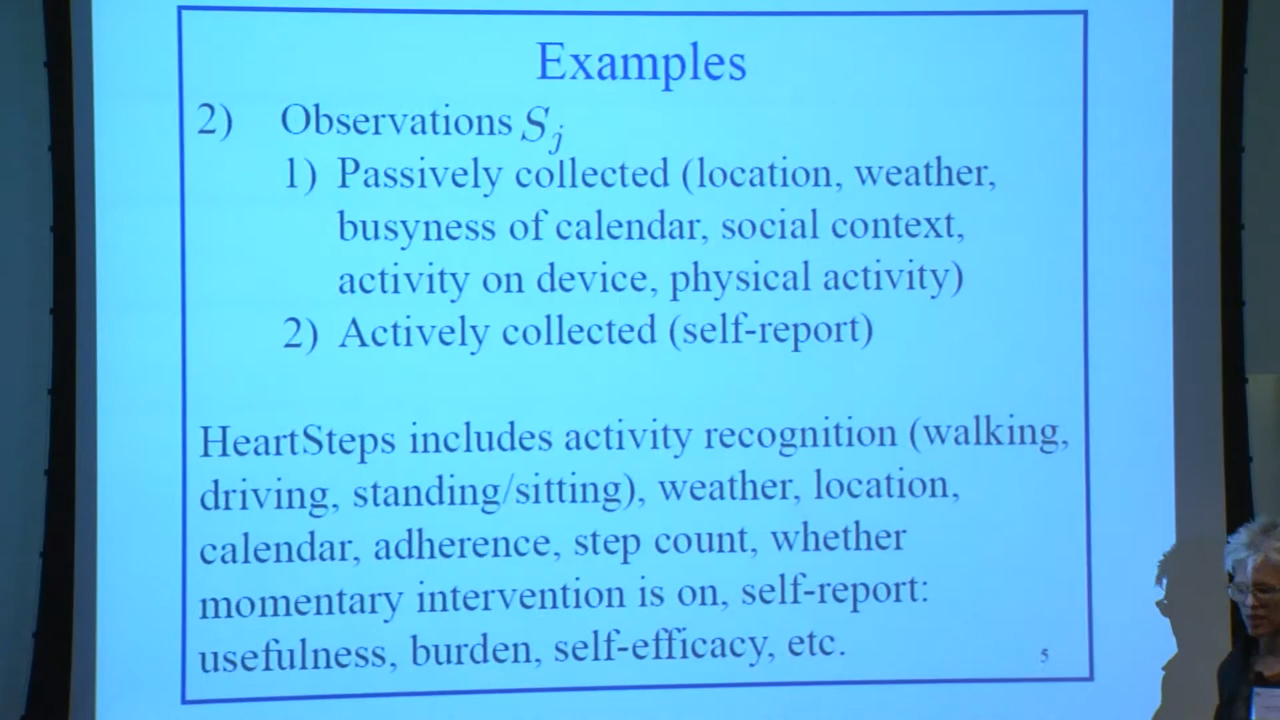 Examples
2) Observations S_j
1) Passively collected (location, weather,
busyness of calendar, social context,
activity on device, physical activity)
2) Actively collected (self-report)
HeartSteps includes activity recognition (walking,
driving, standing/sitting), weather, location,
calendar, adherence, step count, whether
momentary intervention is on, self-report:
usefulness, burden, self-efficacy, etc.
5